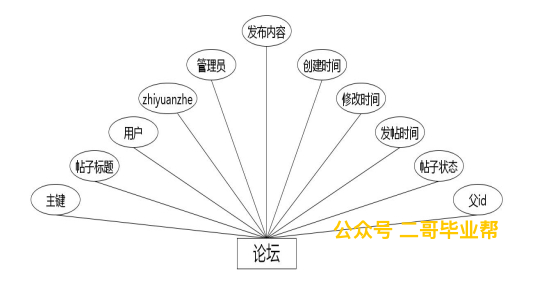 发布内容
管理员
创建时间
zhiyuanzhe
修改时间
用户
发帖时间
帖子标题
帖子状态
主键
父id
公众号 二哥毕业帮
论坛